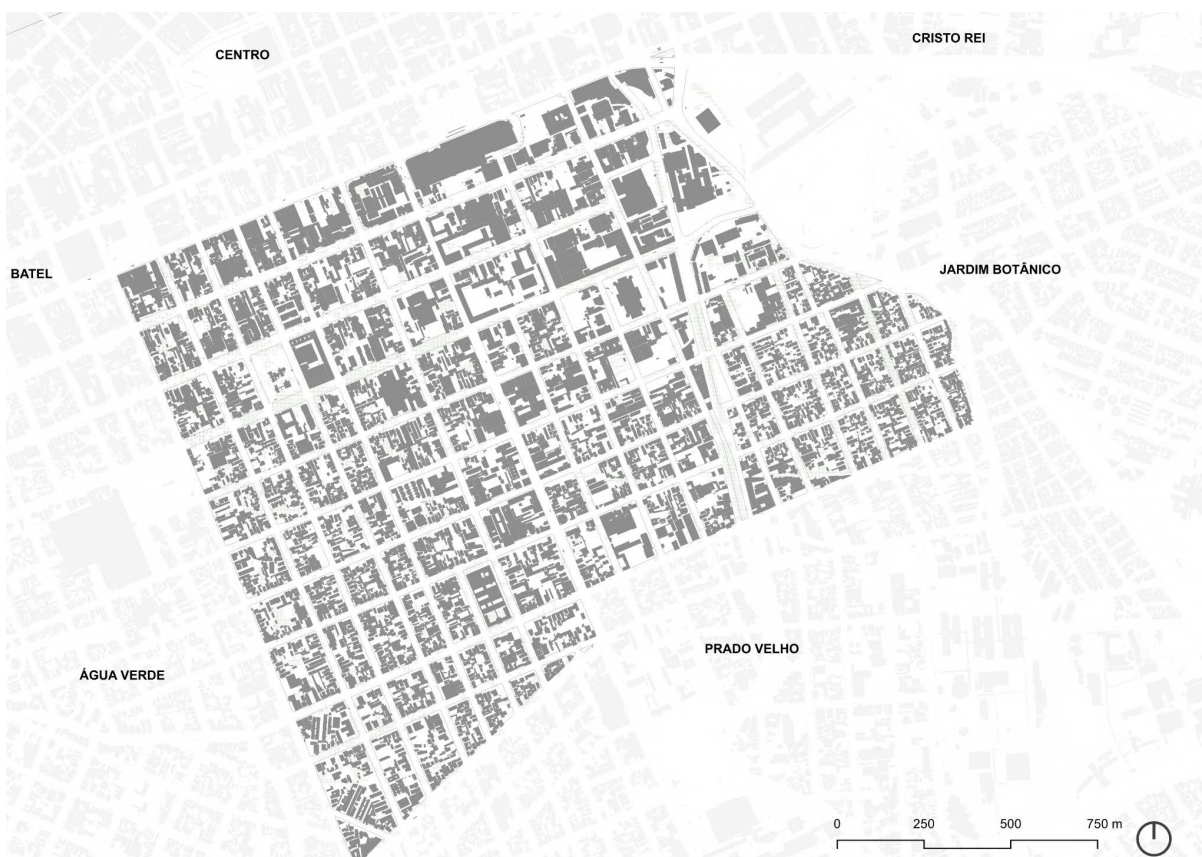 CENTRO
CRISTO REI
BATEL
JARDIM BOTÂNICO
PRADO VELHO
ÁGUA VERDE
0 250 500 750 m